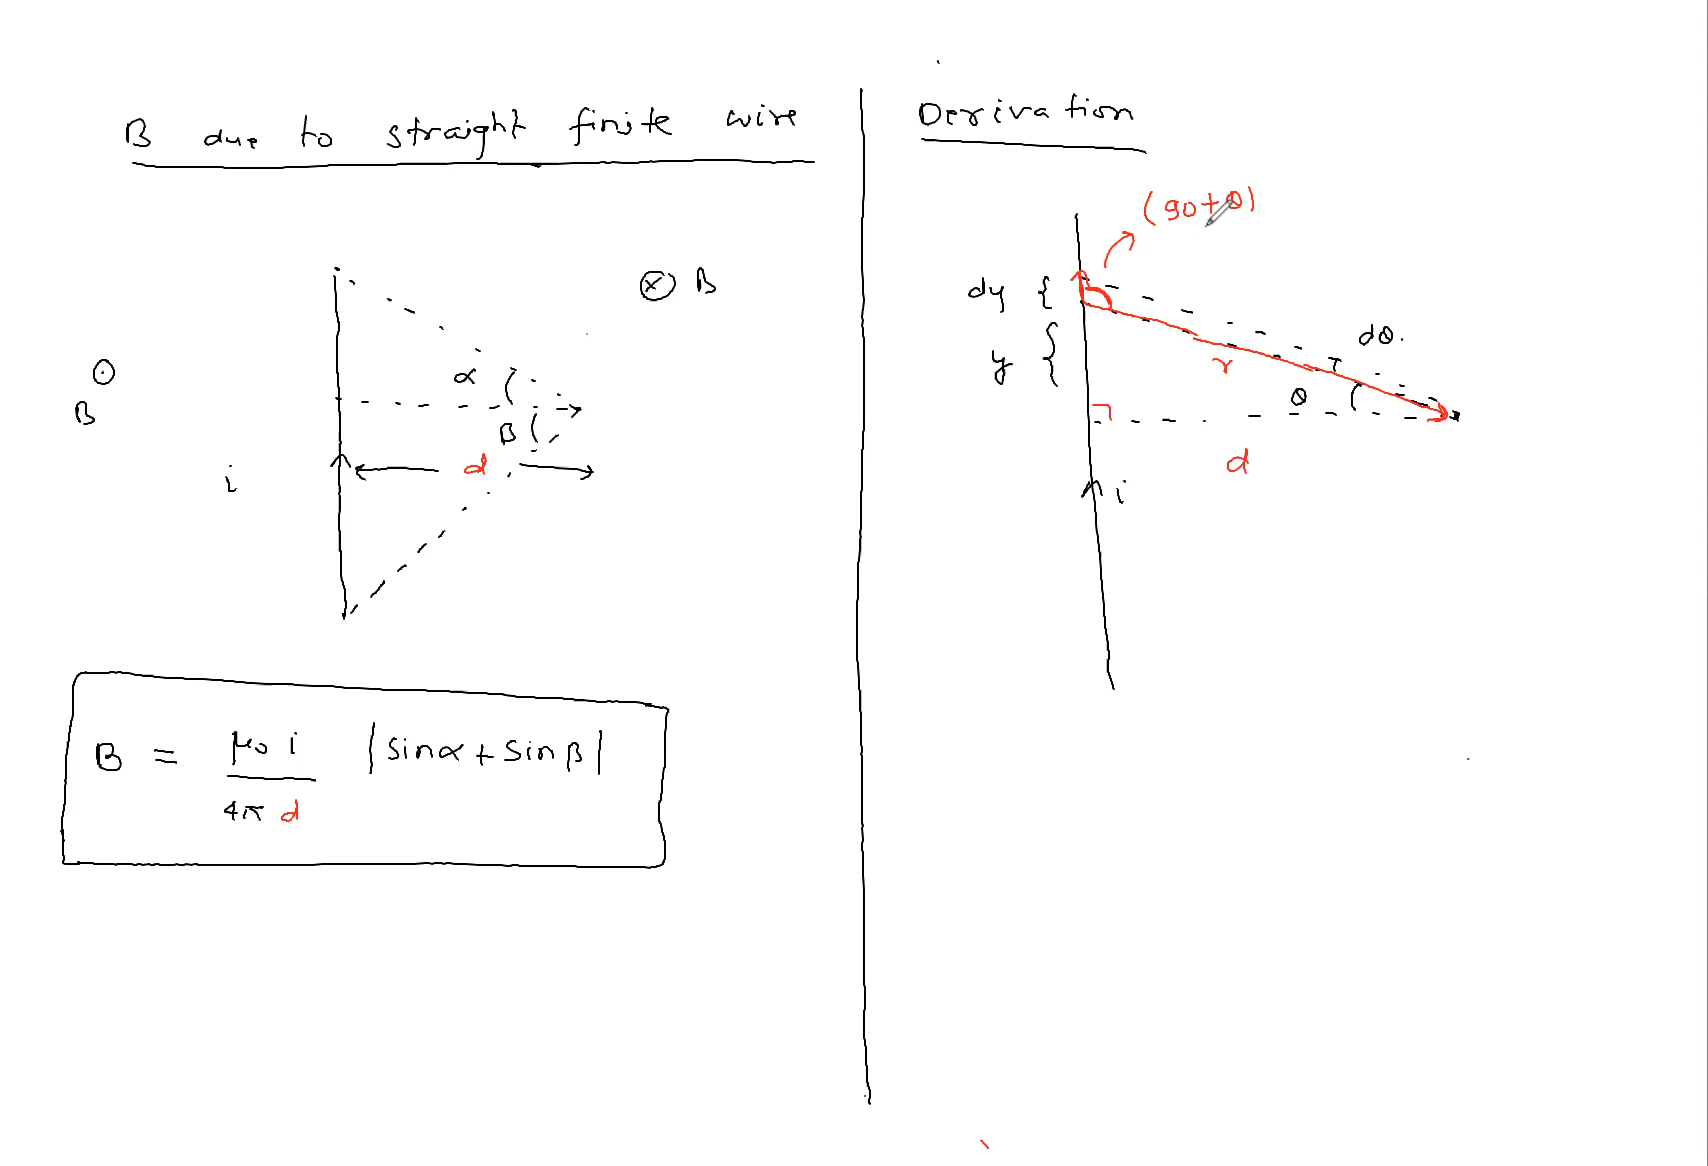 B due to straight finite wire
⊗ B
⊙
B
α
β
d
i
B = μ₀ i / 4π d |sinα + sinβ|
Derivation
(90+θ)
dy {
y {
dθ.
r
θ
d
i